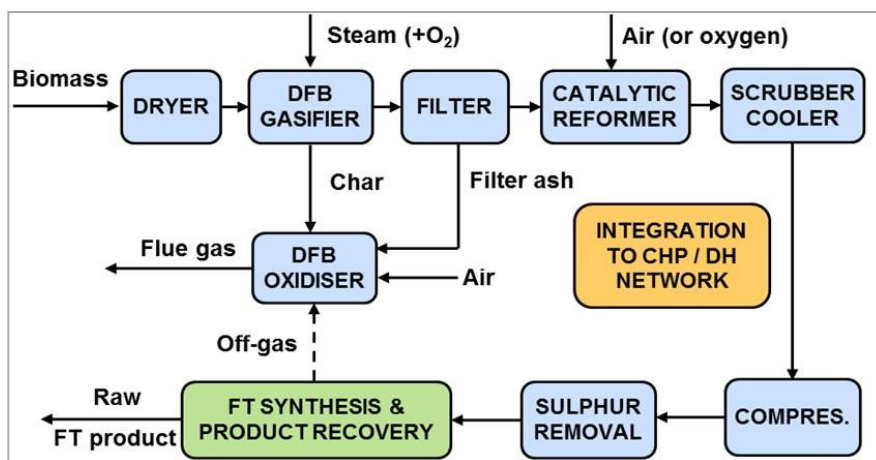 Steam (+O₂)
Air (or oxygen)
Biomass
DRYER
DFB
GASIFIER
FILTER
CATALYTIC
REFORMER
SCRUBBER
COOLER
Char
Filter ash
INTEGRATION
TO CHP / DH
NETWORK
Flue gas
DFB
OXIDISER
Air
Off-gas
Raw
FT product
FT SYNTHESIS &
PRODUCT RECOVERY
SULPHUR
REMOVAL
COMPRES.